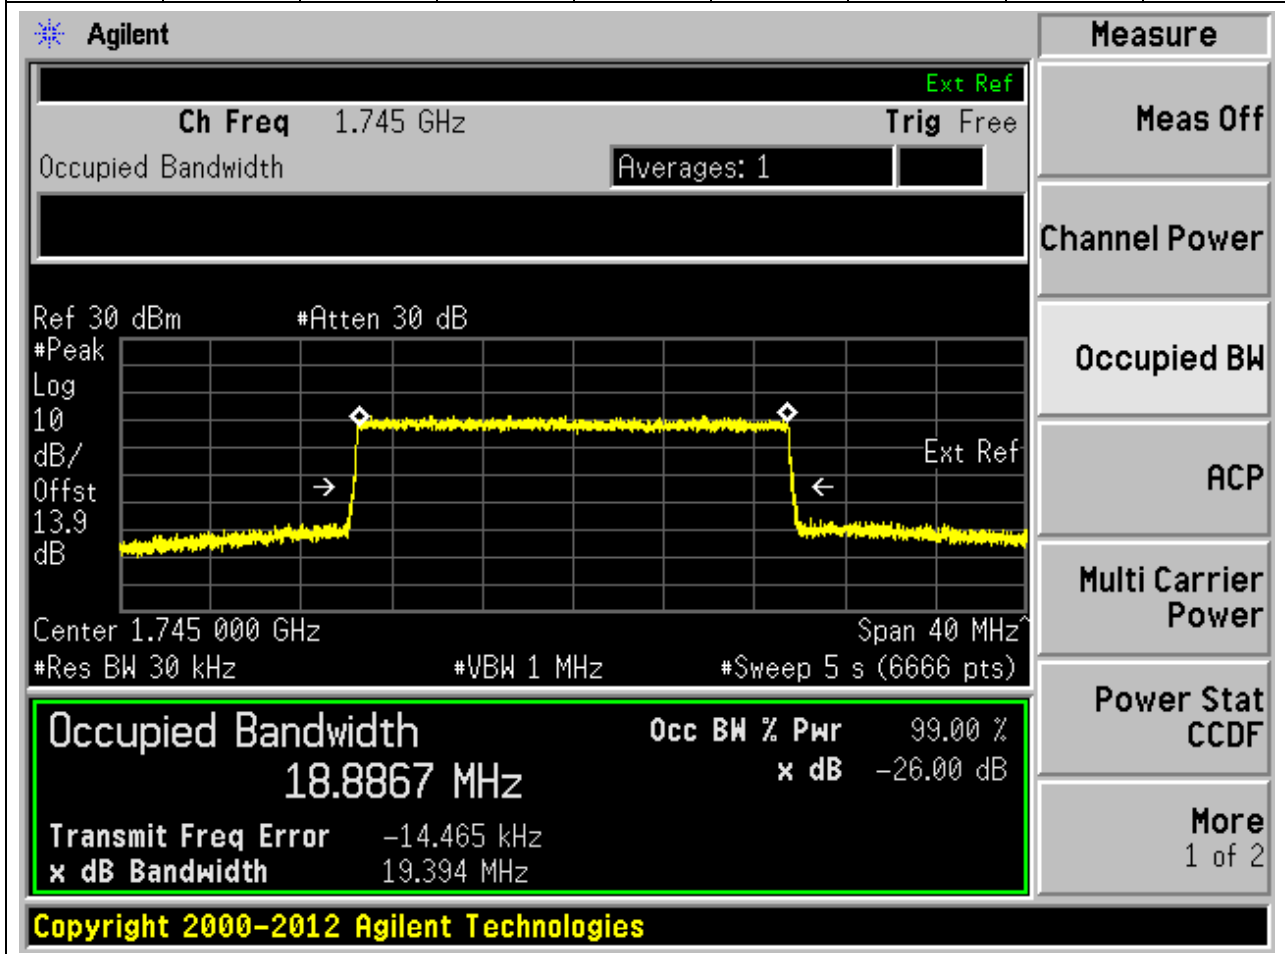 Agilent
Measure
Ext Ref
Ch Freq 1.745 GHz Trig Free
Meas Off
Occupied Bandwidth Averages: 1
Channel Power
Ref 30 dBm #Atten 30 dB
#Peak
Log
10
dB/
Offst
13.9
dB
Ext Ref
Occupied BW
ACP
Center 1.745 000 GHz Span 40 MHz^
#Res BW 30 kHz #VBW 1 MHz #Sweep 5 s (6666 pts)
Multi Carrier
Power
Occupied Bandwidth Occ BW % Pwr 99.00 %
18.8867 MHz x dB -26.00 dB
Transmit Freq Error -14.465 kHz
x dB Bandwidth 19.394 MHz
Power Stat
CCDF
More
1 of 2
Copyright 2000-2012 Agilent Technologies